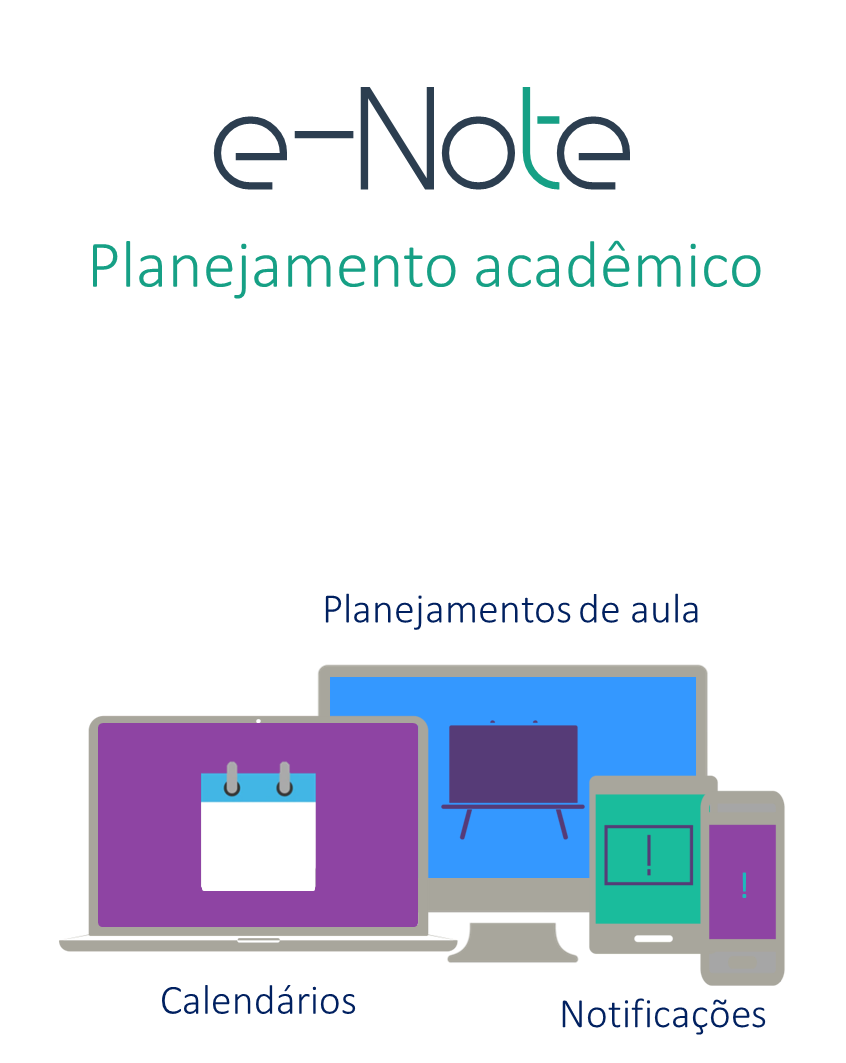 e-Note
Planejamento acadêmico
Planejamentos de aula
!
!
Calendários
Notificações